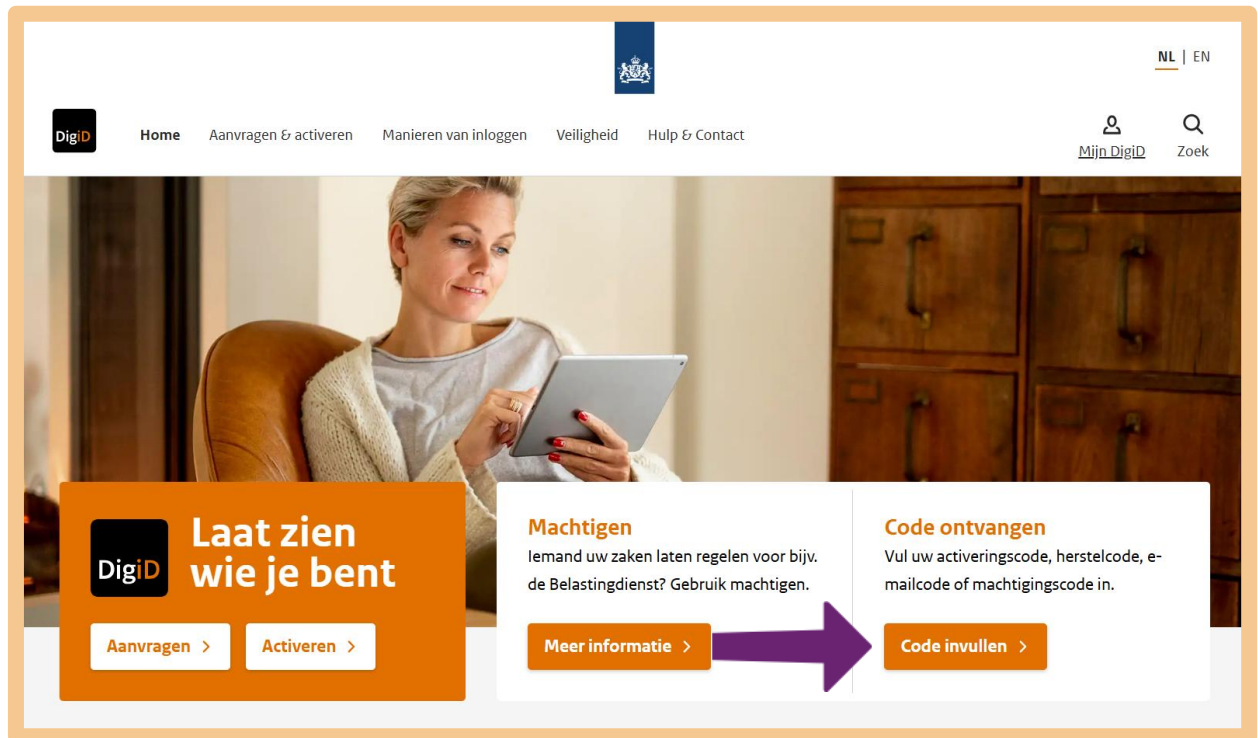 NL | EN
DigiD
Home
Aanvragen & activeren
Manieren van inloggen
Veiligheid
Hulp & Contact
Mijn DigiD
Zoek
DigiD
Laat zien
wie je bent
Aanvragen >
Activeren >
Machtigen
Iemand uw zaken laten regelen voor bijv.
de Belastingdienst? Gebruik machtigen.
Meer informatie >
Code ontvangen
Vul uw activeringscode, herstelcode, e-
mailcode of machtigingscode in.
Code invullen >